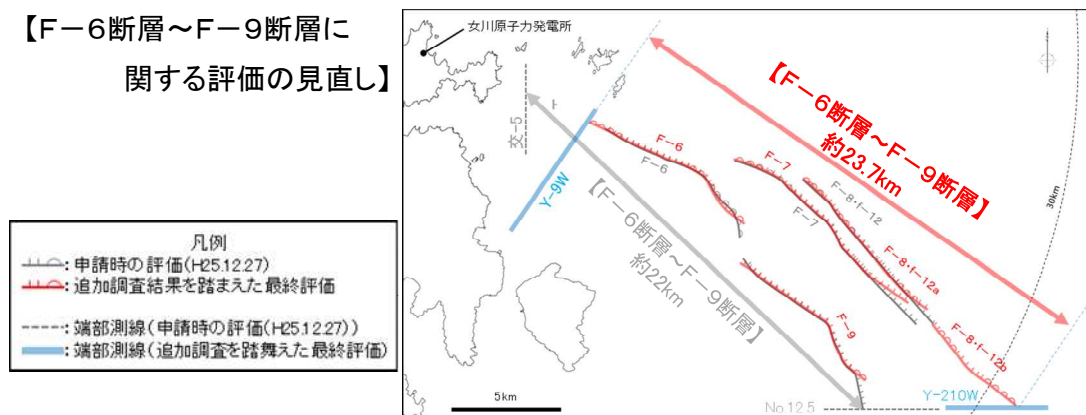 【F－6断層～F－9断層に
関する評価の見直し】
女川原子力発電所
交-5
ト
Y-9W
F-6
F-6
【F－6断層～F－9断層】
約23.7km
F-7
F-7
F-8・f-12
F-8・f-12a
F-8・f-12b
F-9
【F－6断層～F－9断層】
約22km
30km
Y-210W
No.12.5
5km
凡例
：申請時の評価(H25.12.27)
：追加調査結果を踏まえた最終評価
：端部測線(申請時の評価(H25.12.27))
：端部測線(追加調査を踏舞えた最終評価)